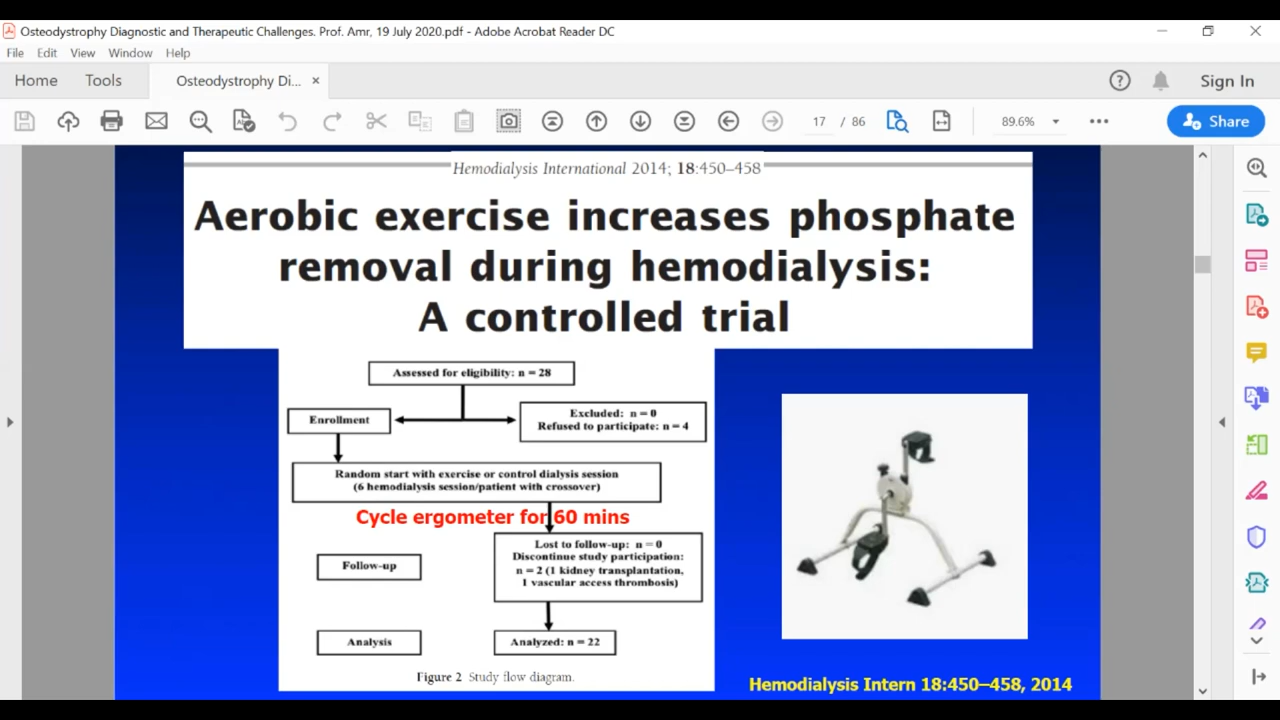 Osteodystrophy Diagnostic and Therapeutic Challenges. Prof. Amr, 19 July 2020.pdf - Adobe Acrobat Reader DC
File Edit View Window Help
Home Tools Osteodystrophy Di... × Sign In
17 / 86 89.6% Share
Hemodialysis International 2014; 18:450–458
Aerobic exercise increases phosphate
removal during hemodialysis:
A controlled trial
Assessed for eligibility: n = 28
Enrollment
Excluded: n = 0
Refused to participate: n = 4
Random start with exercise or control dialysis session
(6 hemodialysis session/patient with crossover)
Cycle ergometer for 60 mins
Follow-up
Lost to follow-up: n = 0
Discontinue study participation:
n = 2 (1 kidney transplantation,
1 vascular access thrombosis)
Analysis
Analyzed: n = 22
Figure 2 Study flow diagram.
Hemodialysis Intern 18:450–458, 2014